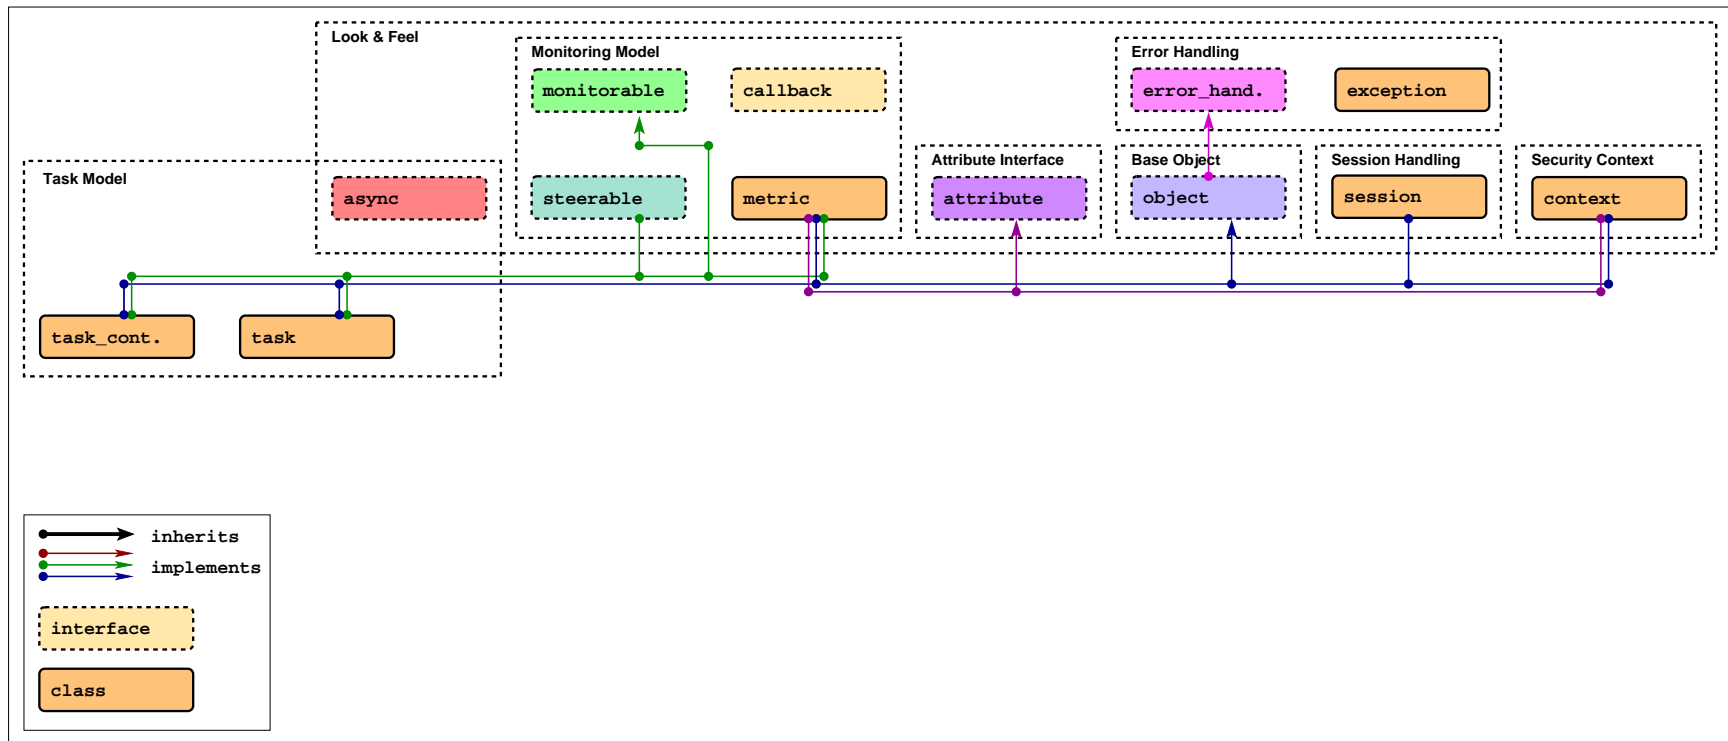 Look & Feel
Monitoring Model
Error Handling
monitorable
callback
error_hand.
exception
Task Model
Attribute Interface
Base Object
Session Handling
Security Context
async
steerable
metric
attribute
object
session
context
task_cont.
task
inherits
implements
interface
class